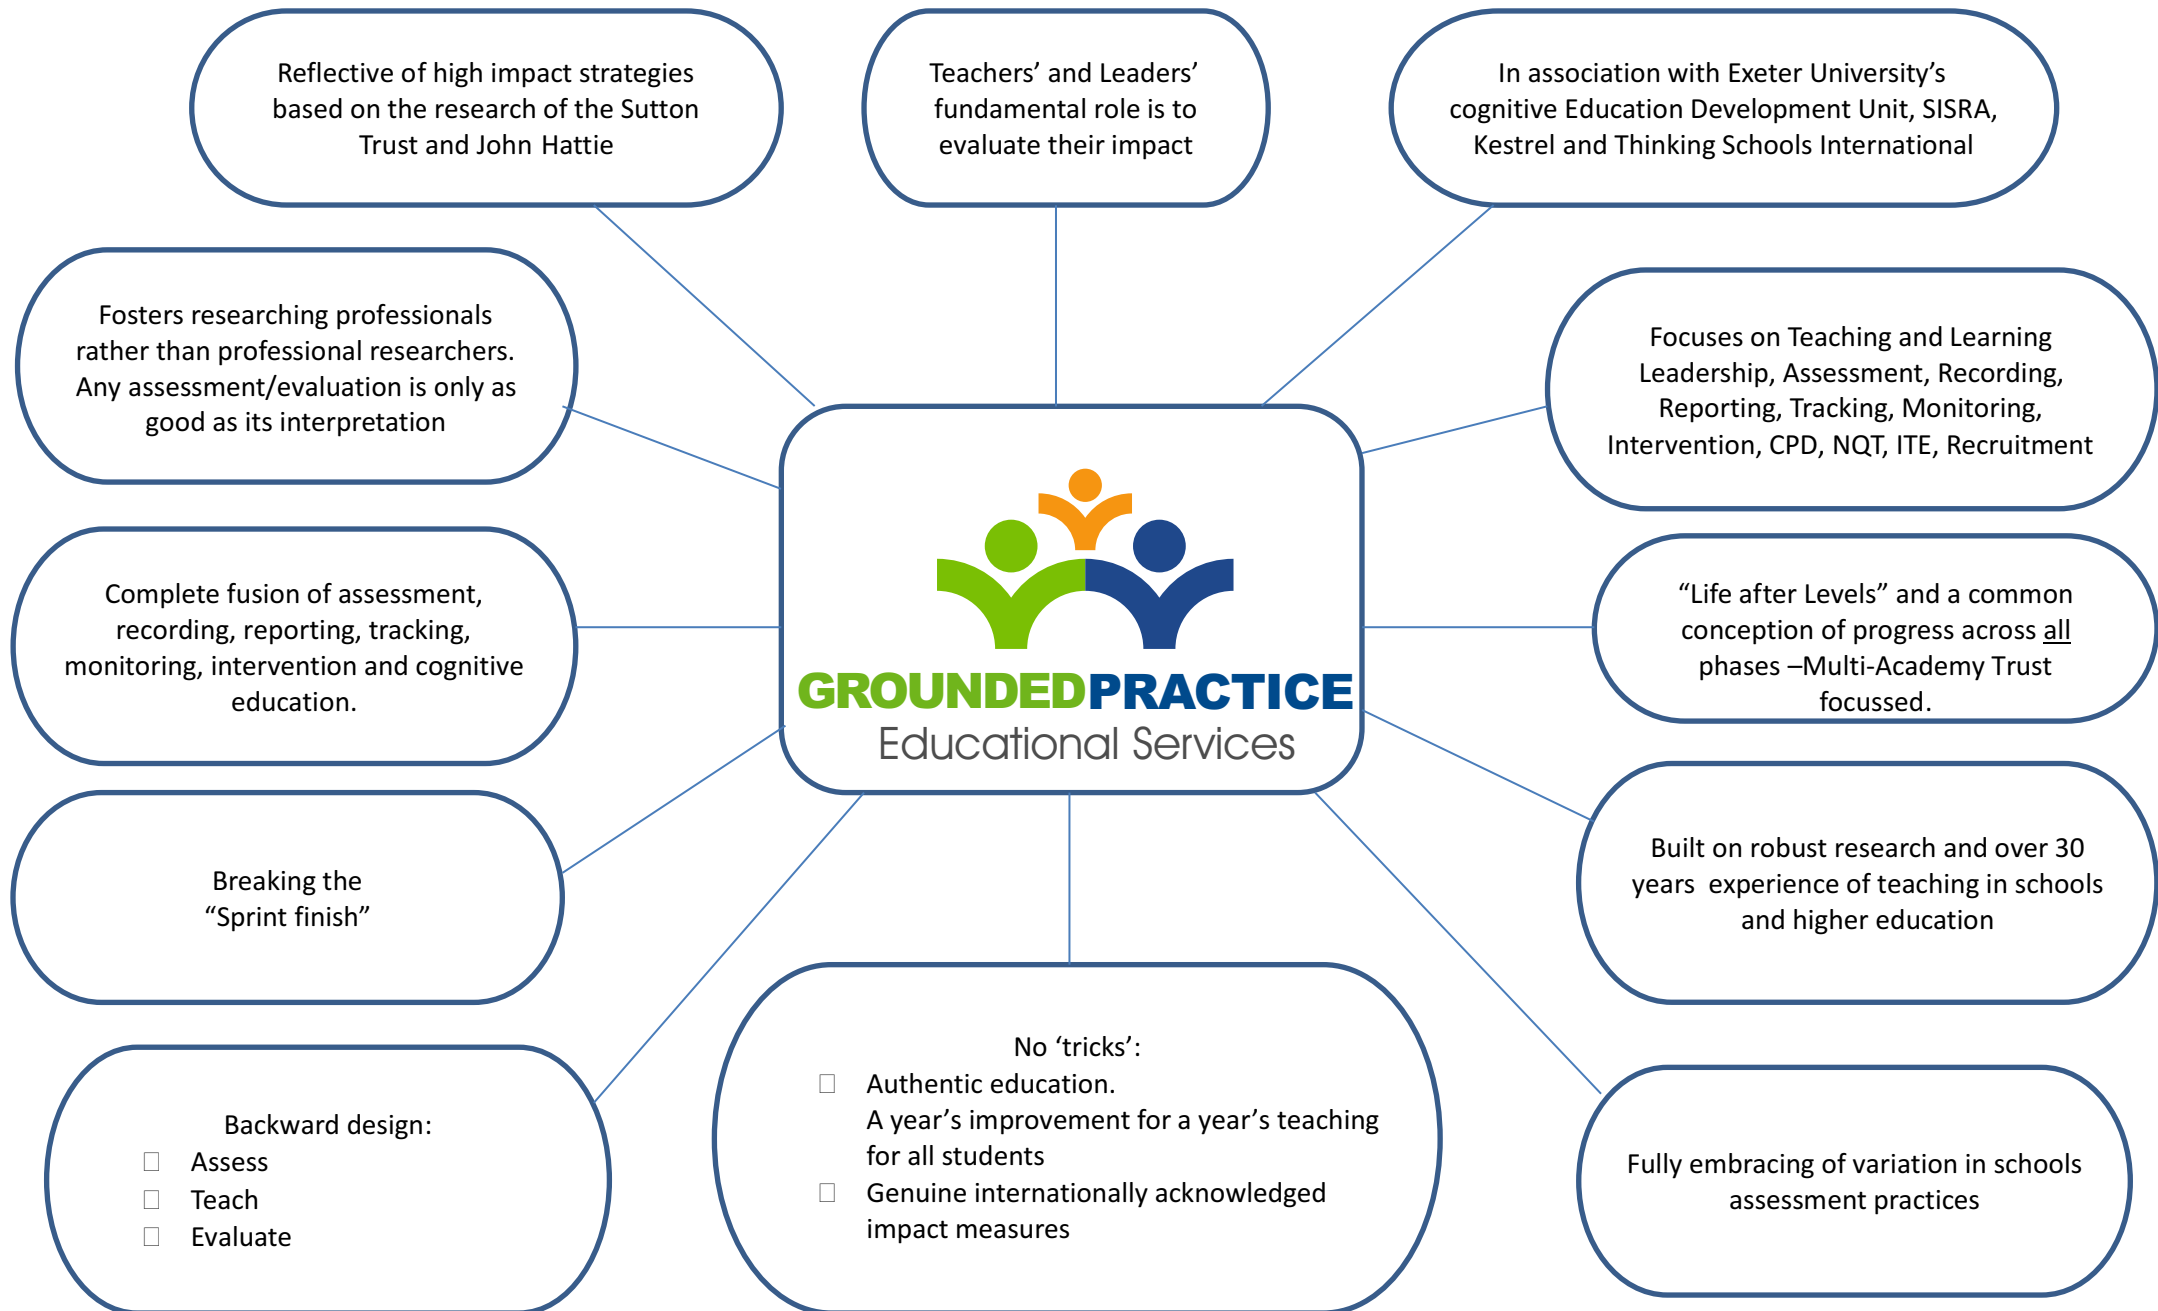 Reflective of high impact strategies
based on the research of the Sutton
Trust and John Hattie
Teachers’ and Leaders’
fundamental role is to
evaluate their impact
In association with Exeter University’s
cognitive Education Development Unit, SISRA,
Kestrel and Thinking Schools International
Fosters researching professionals
rather than professional researchers.
Any assessment/evaluation is only as
good as its interpretation
Focuses on Teaching and Learning
Leadership, Assessment, Recording,
Reporting, Tracking, Monitoring,
Intervention, CPD, NQT, ITE, Recruitment
Complete fusion of assessment,
recording, reporting, tracking,
monitoring, intervention and cognitive
education.
GROUNDEDPRACTICE
Educational Services
“Life after Levels” and a common
conception of progress across all
phases –Multi-Academy Trust
focussed.
Breaking the
“Sprint finish”
Built on robust research and over 30
years  experience of teaching in schools
and higher education
Backward design:
Assess
Teach
Evaluate
No ‘tricks’:
Authentic education.
A year’s improvement for a year’s teaching
for all students
Genuine internationally acknowledged
impact measures
Fully embracing of variation in schools
assessment practices